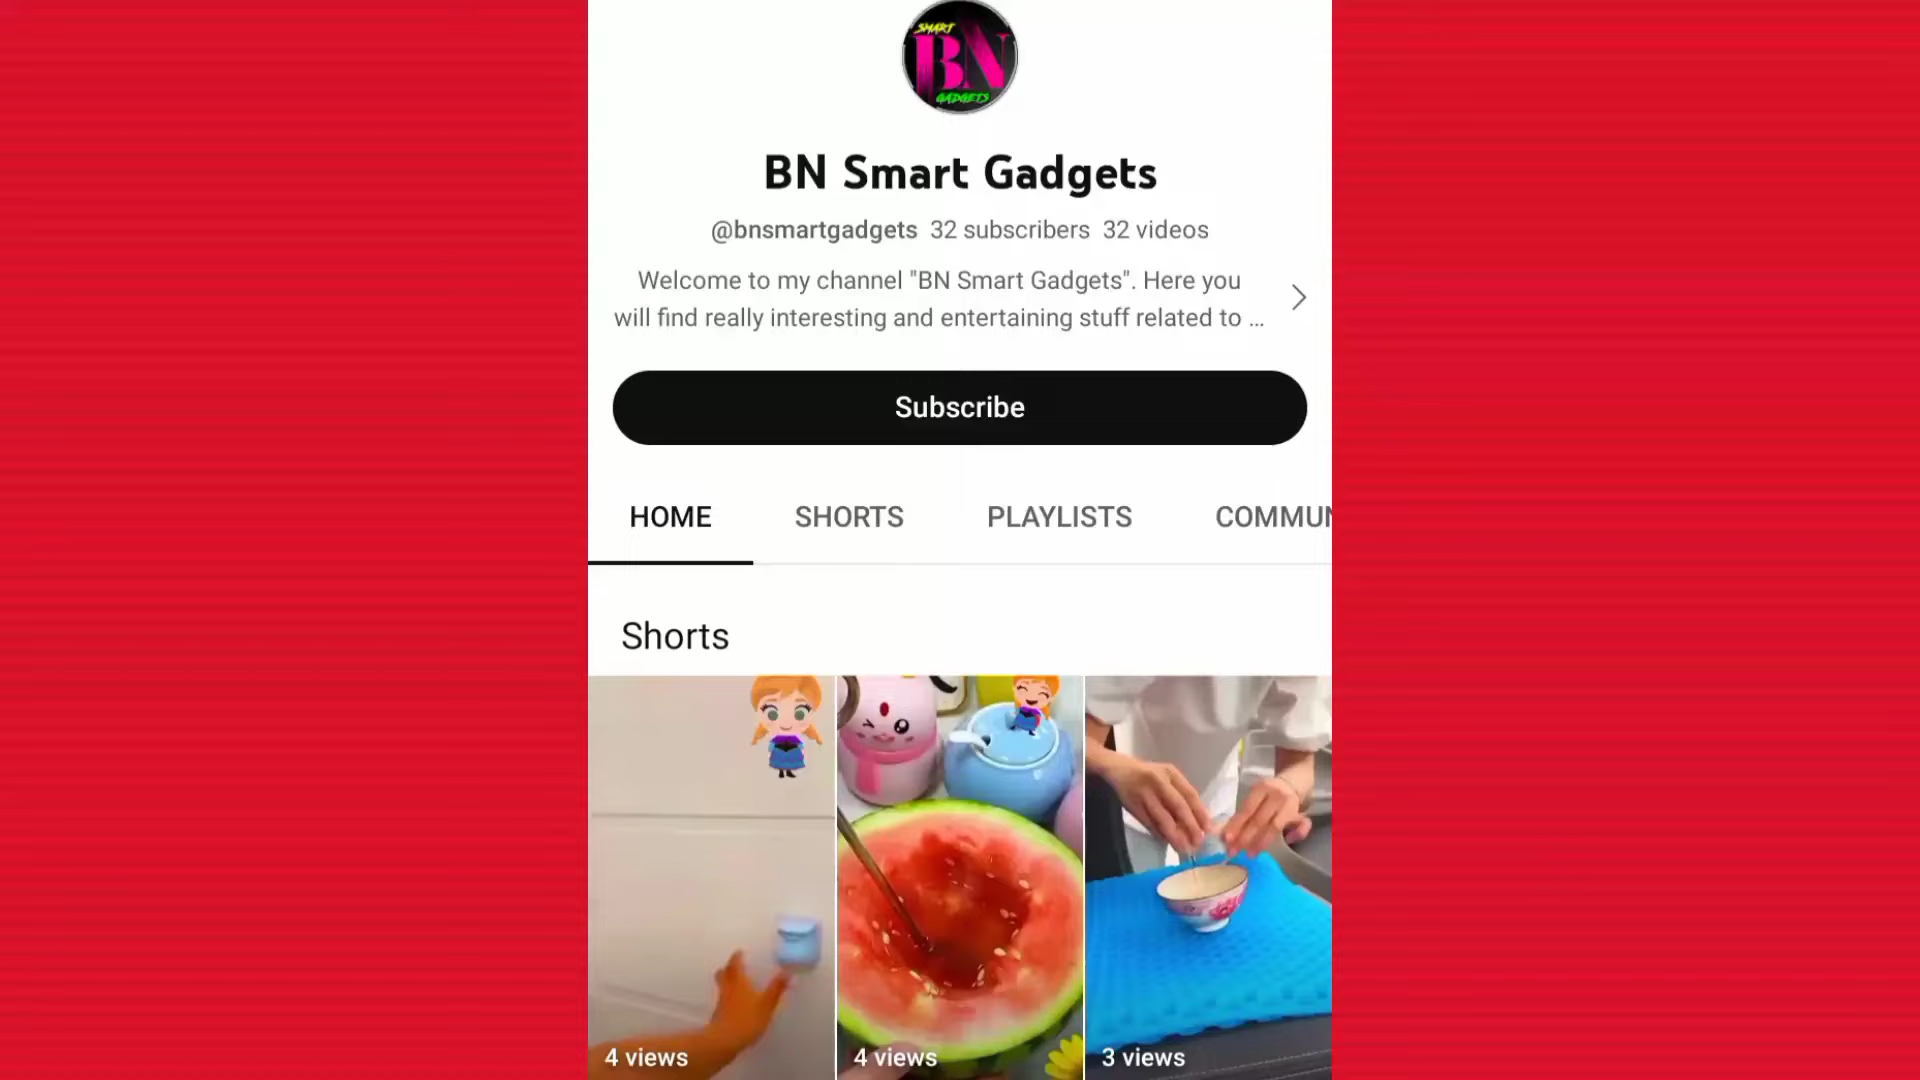 SMART
BN
GADGETS
BN Smart Gadgets
@bnsmartgadgets 32 subscribers 32 videos
Welcome to my channel "BN Smart Gadgets". Here you
will find really interesting and entertaining stuff related to ...
Subscribe
HOME SHORTS PLAYLISTS COMMUN
Shorts
4 views 4 views 3 views